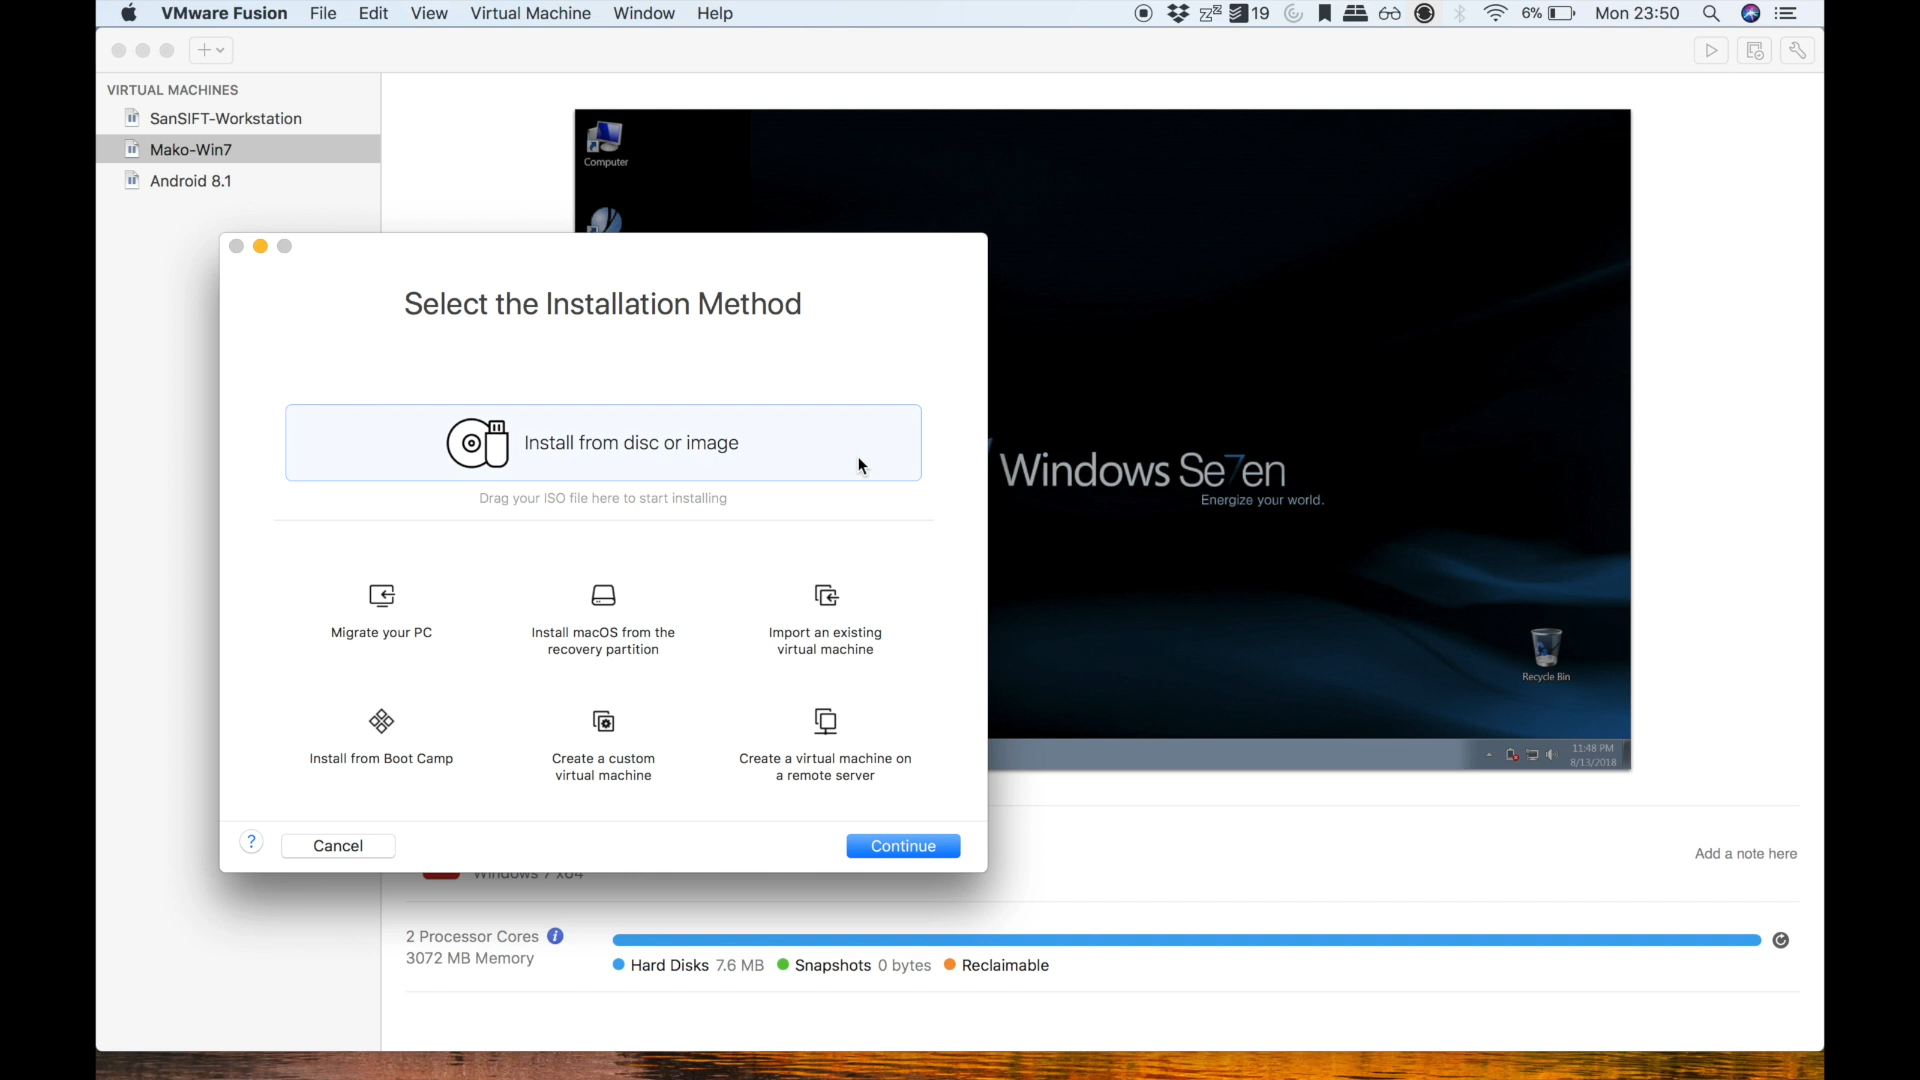 VMware Fusion File Edit View Virtual Machine Window Help 19 6% Mon 23:50
VIRTUAL MACHINES
SanSIFT-Workstation
Mako-Win7
Android 8.1
Computer
Select the Installation Method
Install from disc or image
Drag your ISO file here to start installing
Migrate your PC
Install macOS from the
recovery partition
Import an existing
virtual machine
Install from Boot Camp
Create a custom
virtual machine
Create a virtual machine on
a remote server
? Cancel Continue
Windows Se7en
Energize your world.
Recycle Bin
11:48 PM
8/13/2018
Add a note here
Windows 7 x64
2 Processor Cores
3072 MB Memory
Hard Disks 7.6 MB Snapshots 0 bytes Reclaimable